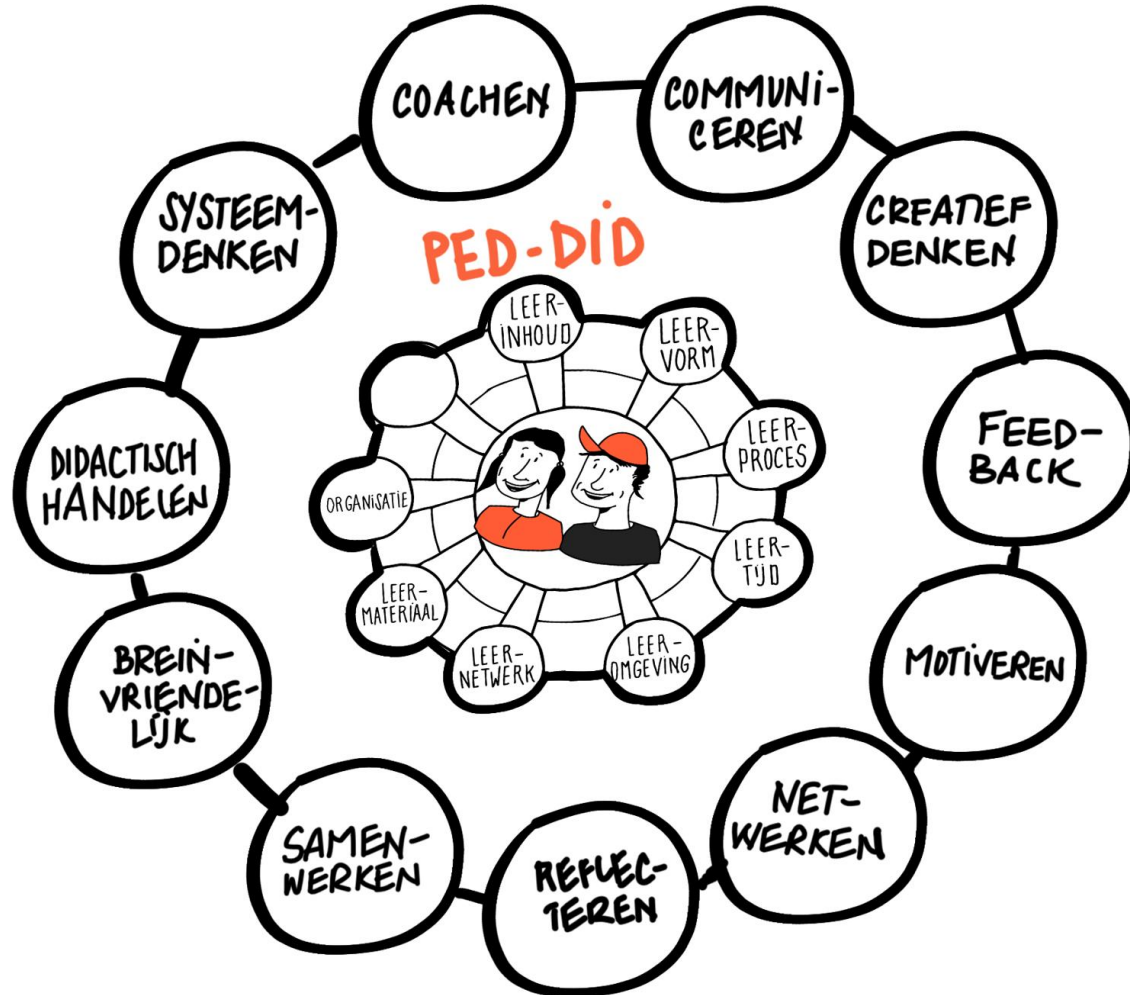 COACHEN
COMMUNI-
CEREN
CREATIEF
DENKEN
FEED-
BACK
MOTIVEREN
NET-
WERKEN
REFLEC-
TEREN
SAMEN-
WERKEN
BREIN-
VRIENDE-
LIJK
DIDACTISCH
HANDELEN
SYSTEEM-
DENKEN
PED-DID
LEER-
INHOUD
LEER-
VORM
LEER-
PROCES
LEER-
TIJD
LEER-
OMGEVING
LEER-
NETWERK
LEER-
MATERIAAL
ORGANISATIE